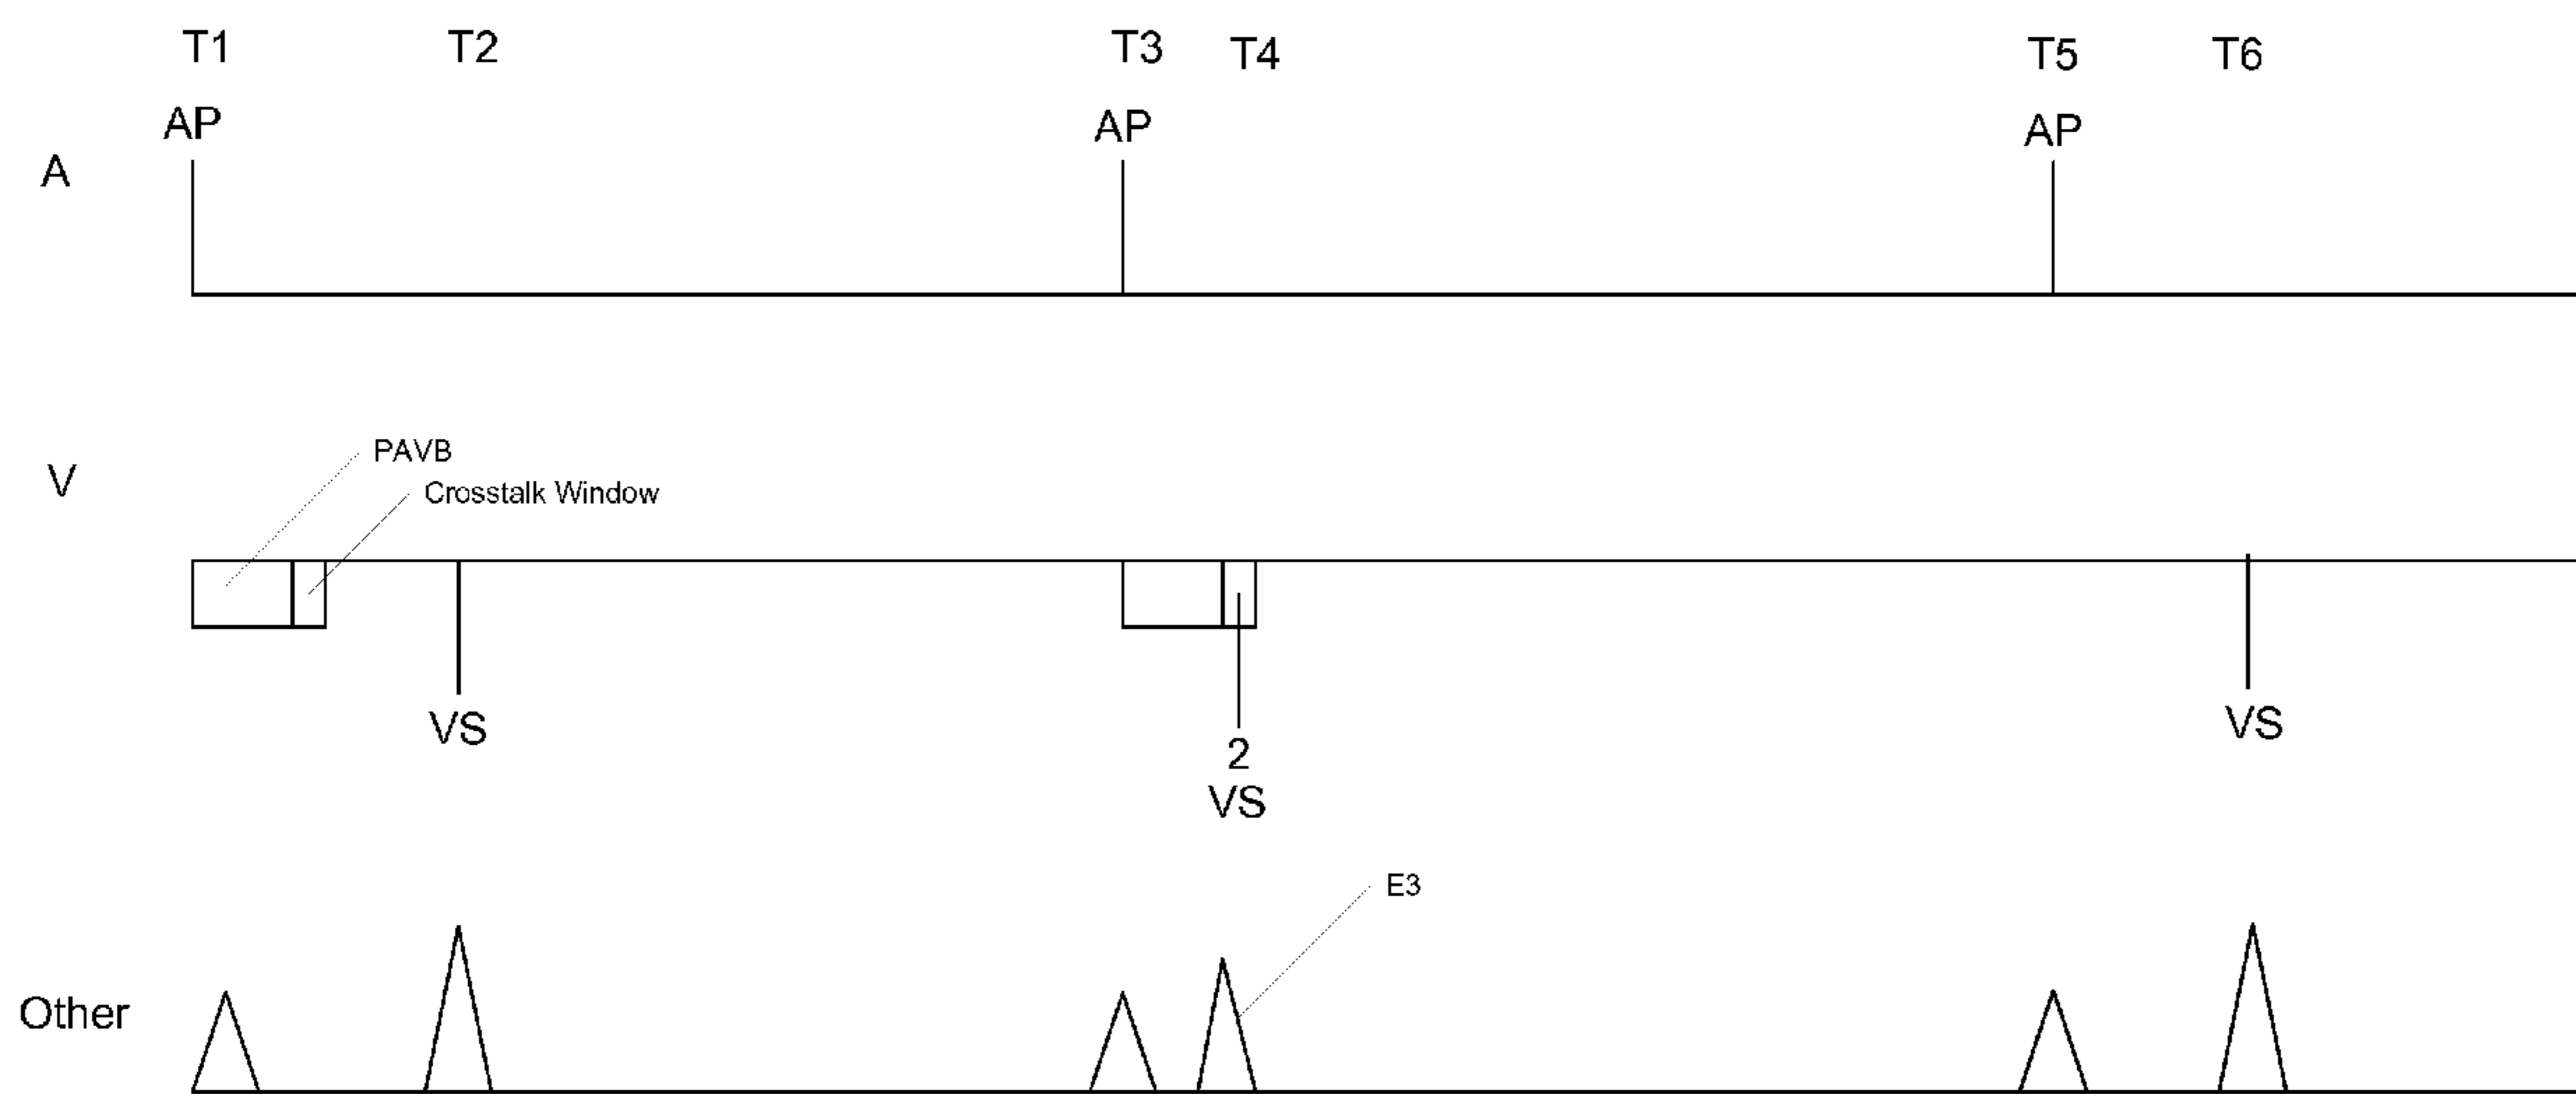 T1 T2 T3 T4 T5 T6
AP AP AP
A
PAVB
V
Crosstalk Window
VS VS
2
VS
E3
Other